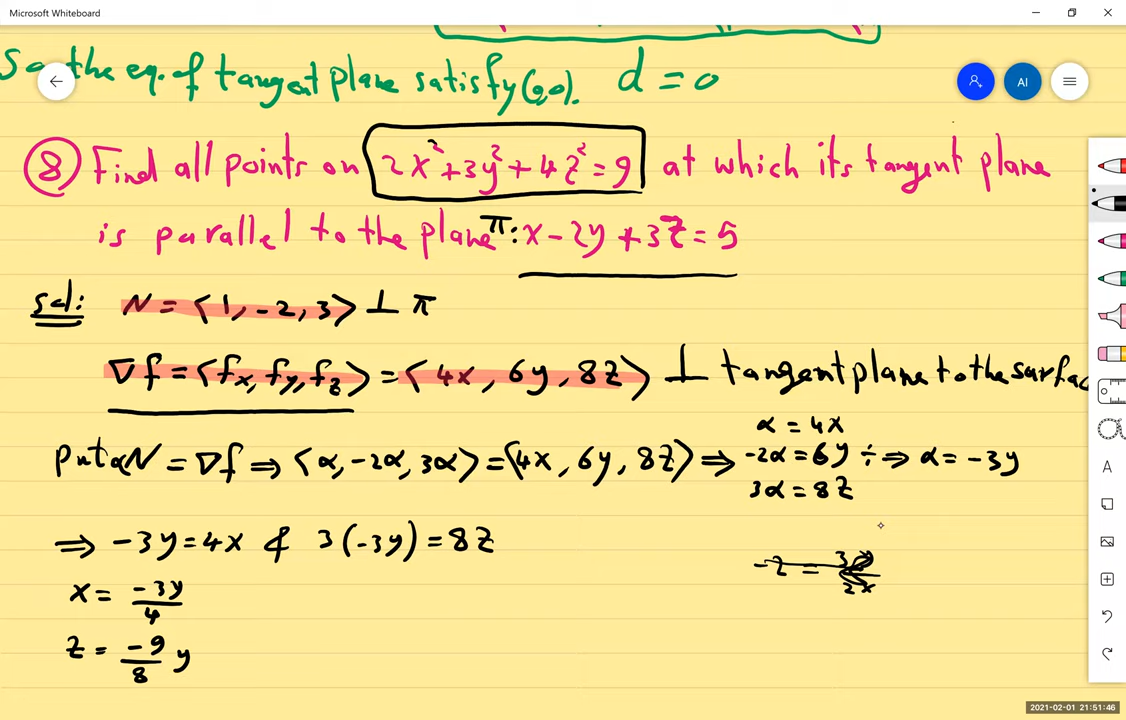 Microsoft Whiteboard
So the eq. of tangent plane satisfy (0,0). d = 0
AI
⑧ Find all points on 2x²+3y²+4z²=9 at which its tangent plane
is parallel to the plane π: x-2y+3z=5
sol: N = <1, -2, 3> ⊥ π
∇f = <fx, fy, fz> = <4x, 6y, 8z> ⊥ tangent plane to the surfac
α = 4x
put αN = ∇f ⇒ <α, -2α, 3α> = <4x, 6y, 8z> ⇒ -2α = 6y ÷ ⇒ α = -3y
3α = 8z
⇒ -3y = 4x & 3(-3y) = 8z
x = -3y/4
z = -9/8 y
A
2021-02-01 21:51:46